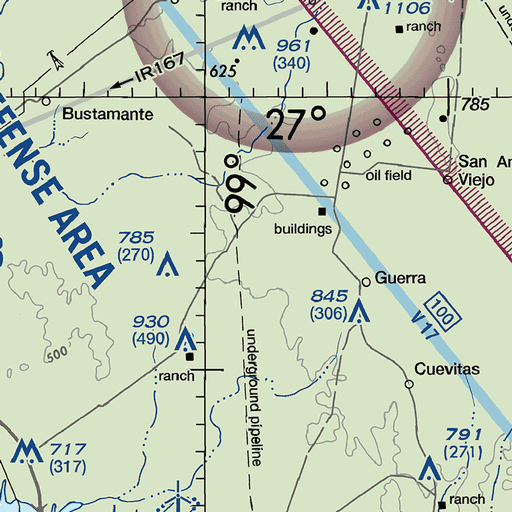 ranch
1106
ranch
961
(340)
625
IR167
785
Bustamante
27°
99°
San An
Viejo
oil field
buildings
EFENSE AREA
785
(270)
Guerra
845
(306)
100
V17
930
(490)
500
ranch
underground pipeline
Cuevitas
717
(317)
791
(271)
ranch